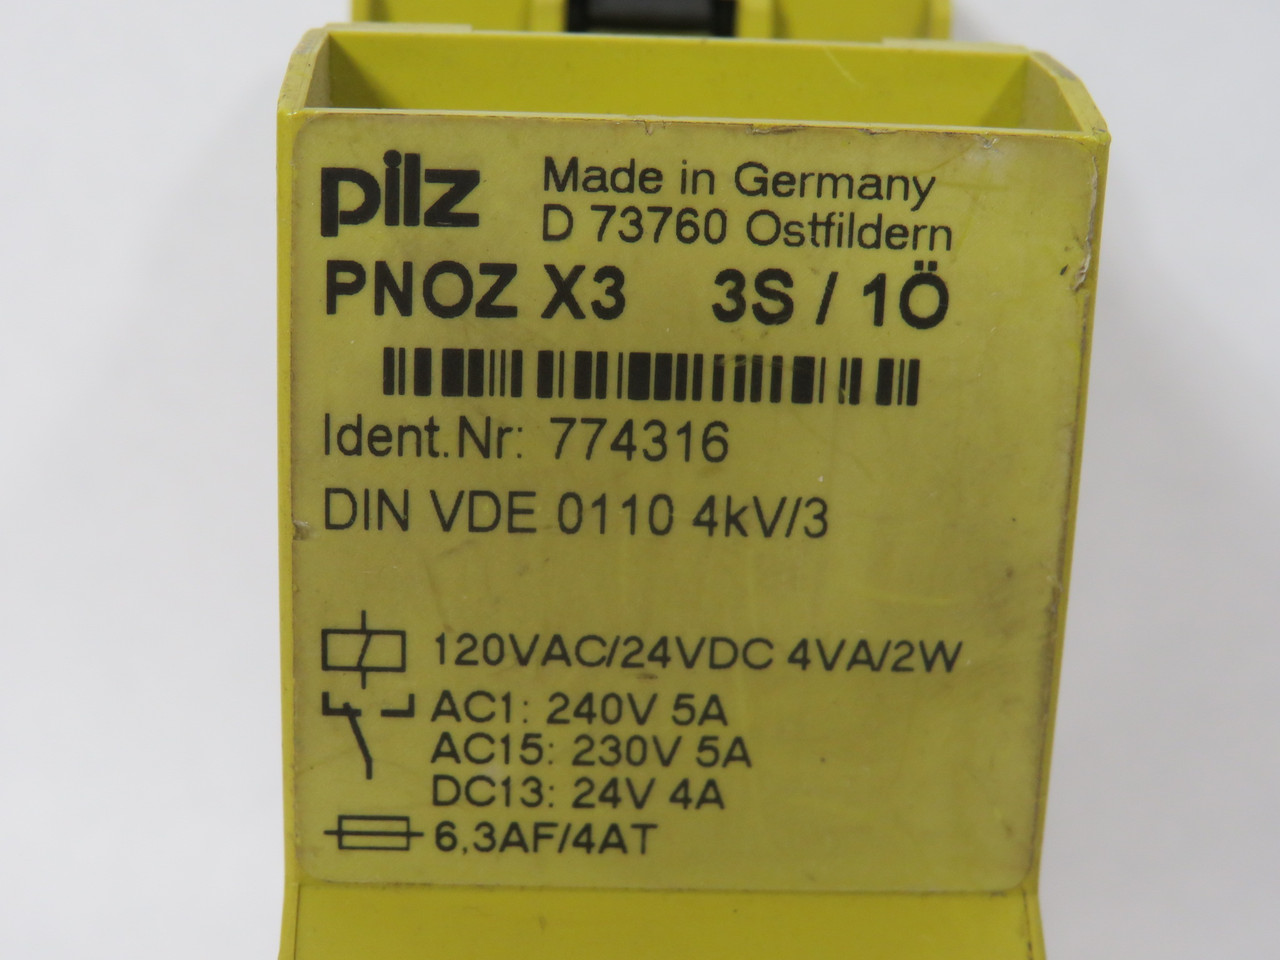 pilz
Made in Germany
D 73760 Ostfildern
PNOZ X3 3S / 1Ö
Ident.Nr: 774316
DIN VDE 0110 4kV/3
120VAC/24VDC 4VA/2W
AC1: 240V 5A
AC15: 230V 5A
DC13: 24V 4A
6,3AF/4AT